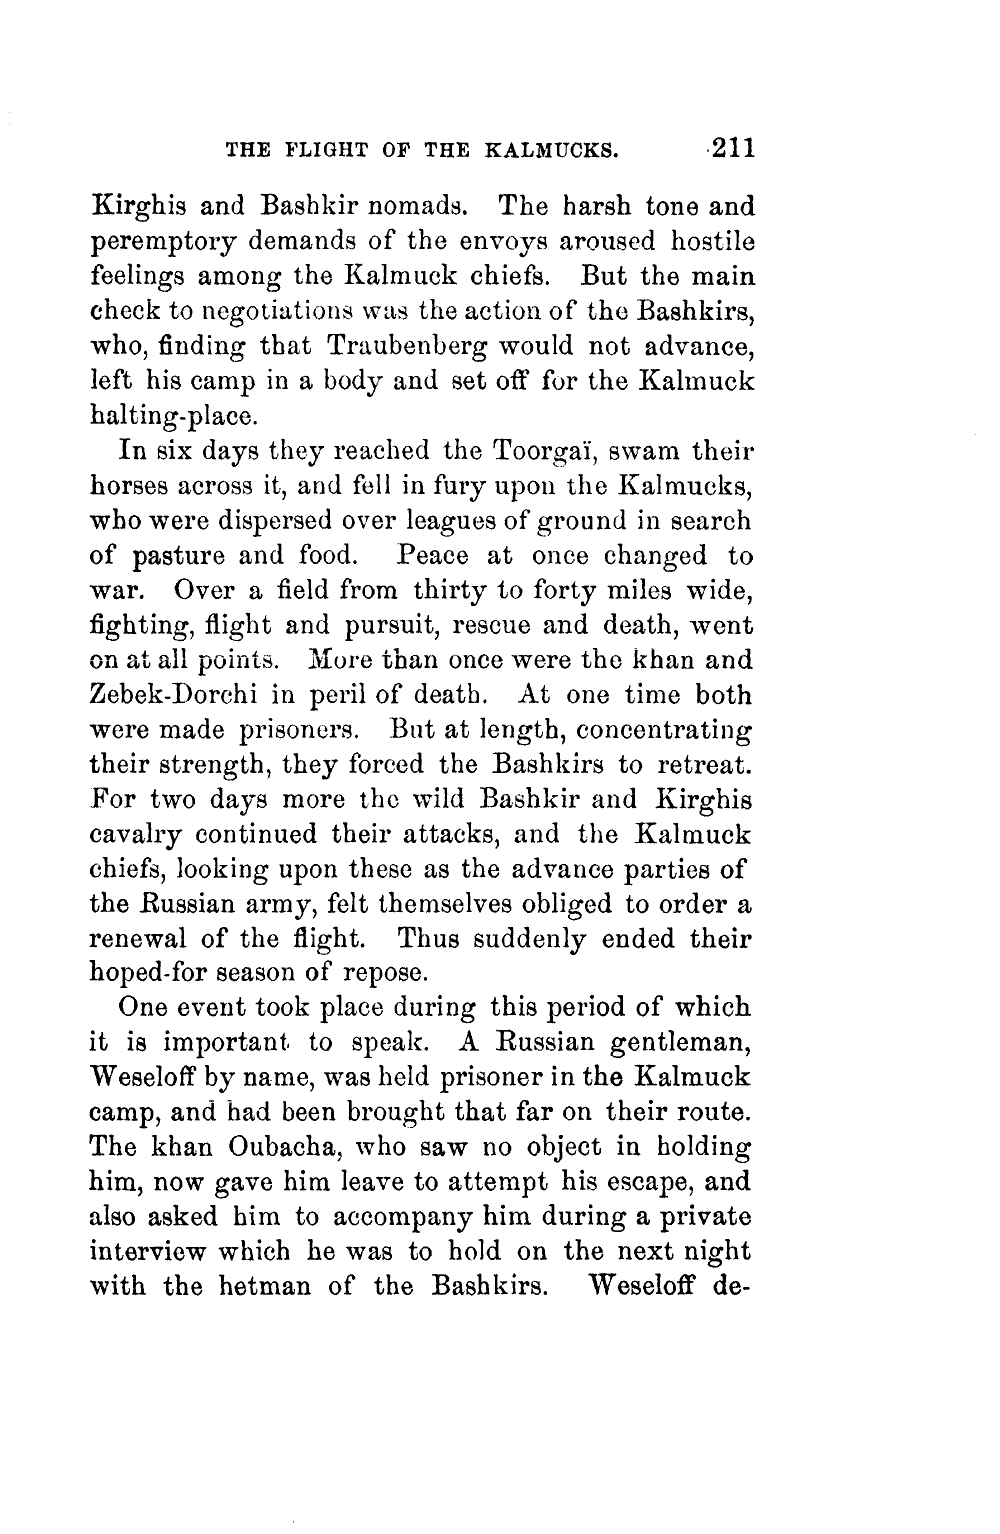 THE FLIGHT OF THE KALMUCKS. 211
Kirghis and Bashkir nomads. The harsh tone and
peremptory demands of the envoys aroused hostile
feelings among the Kalmuck chiefs. But the main
check to negotiations was the action of the Bashkirs,
who, finding that Traubenberg would not advance,
left his camp in a body and set off for the Kalmuck
halting-place.
In six days they reached the Toorgaï, swam their
horses across it, and fell in fury upon the Kalmucks,
who were dispersed over leagues of ground in search
of pasture and food. Peace at once changed to
war. Over a field from thirty to forty miles wide,
fighting, flight and pursuit, rescue and death, went
on at all points. More than once were the khan and
Zebek-Dorchi in peril of death. At one time both
were made prisoners. But at length, concentrating
their strength, they forced the Bashkirs to retreat.
For two days more the wild Bashkir and Kirghis
cavalry continued their attacks, and the Kalmuck
chiefs, looking upon these as the advance parties of
the Russian army, felt themselves obliged to order a
renewal of the flight. Thus suddenly ended their
hoped-for season of repose.
One event took place during this period of which
it is important to speak. A Russian gentleman,
Weseloff by name, was held prisoner in the Kalmuck
camp, and had been brought that far on their route.
The khan Oubacha, who saw no object in holding
him, now gave him leave to attempt his escape, and
also asked him to accompany him during a private
interview which he was to hold on the next night
with the hetman of the Bashkirs. Weseloff de-